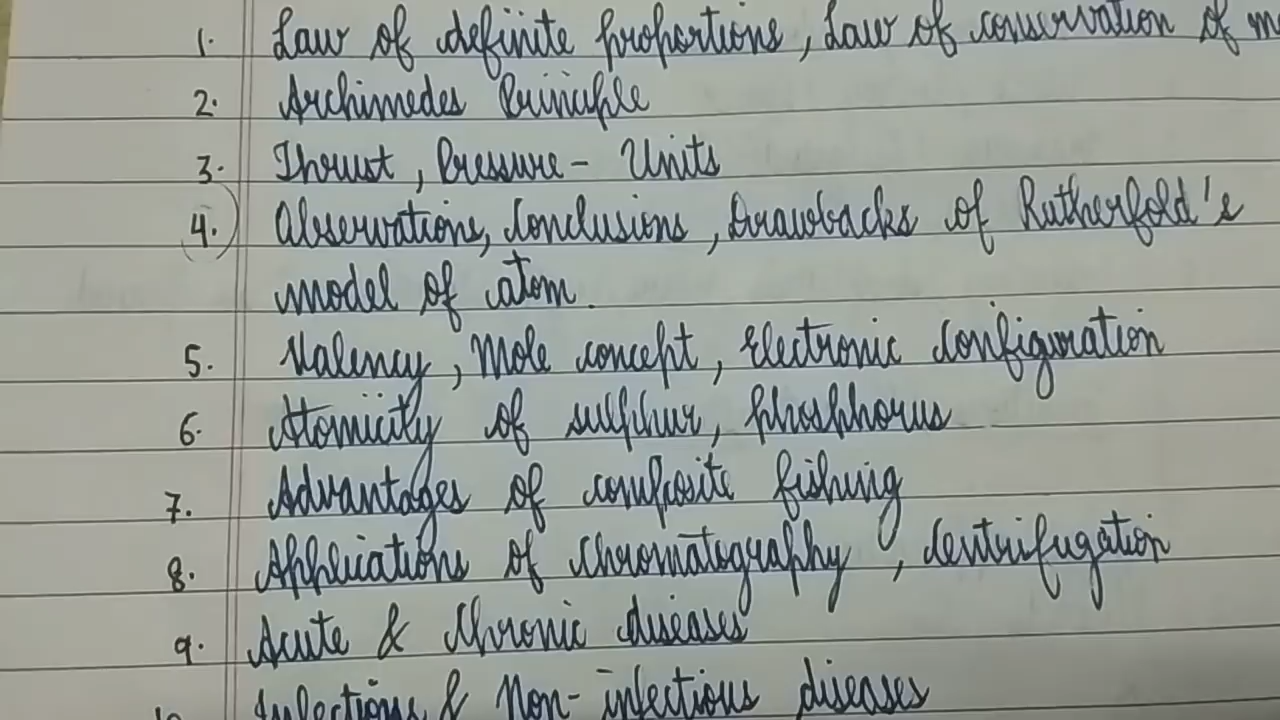 1. Law of definite proportions, Law of conservation of m
2. Archimedes Principle
3. Thrust, Pressure - Units
4. Observations, Conclusions, Drawbacks of Rutherfold's
model of atom.
5. Valency, Mole concept, Electronic Configuration
6. Atomicity of sulphur, phosphorus
7. Advantages of composite fishing
8. Applications of Chromatography, Centrifugation
9. Acute & Chronic diseases
10 Infectious & Non-infectious diseases